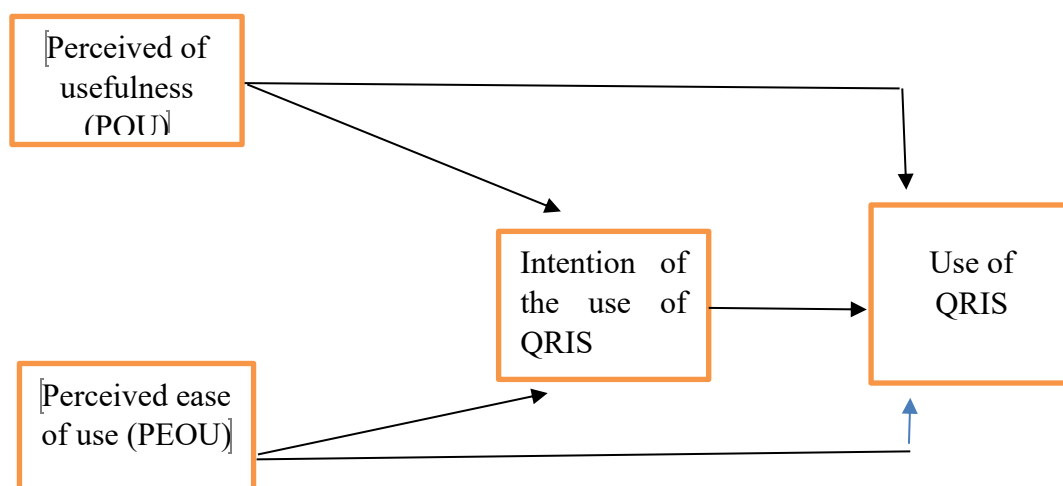 Perceived of
usefulness
(POU)
Intention of
the use of
QRIS
Use of
QRIS
Perceived ease
of use (PEOU)